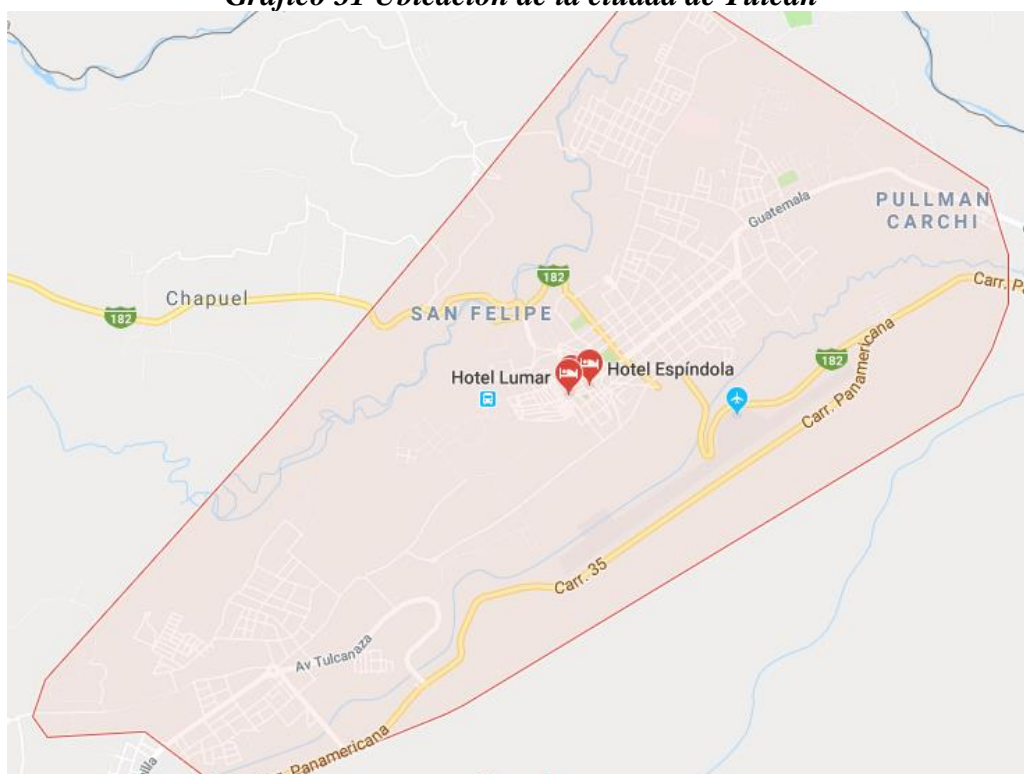 Gráfico 31 Ubicación de la ciudad de Tulcán
PULLMAN
CARCHI
Guatemala
182
Carr. Pa
Chapuel
182
SAN FELIPE
182
Carr. Panamericana
Hotel Lumar
Hotel Espíndola
Carr. 35
Av Tulcanaza
Panamericana